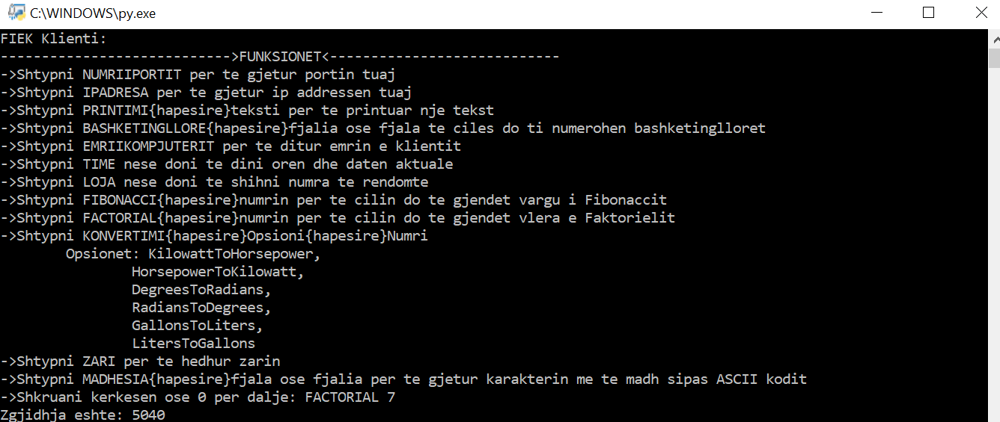 C:\WINDOWS\py.exe
FIEK Klienti:
---------------------------->FUNKSIONET<----------------------------
->Shtypni NUMRIIPORTIT per te gjetur portin tuaj
->Shtypni IPADRESA per te gjetur ip addressen tuaj
->Shtypni PRINTIMI{hapesire}teksti per te printuar nje tekst
->Shtypni BASHKETINGLLORE{hapesire}fjalia ose fjala te ciles do ti numerohen bashketinglloret
->Shtypni EMRIIKOMPJUTERIT per te ditur emrin e klientit
->Shtypni TIME nese doni te dini oren dhe daten aktuale
->Shtypni LOJA nese doni te shihni numra te rendomte
->Shtypni FIBONACCI{hapesire}numrin per te cilin do te gjendet vargu i Fibonaccit
->Shtypni FACTORIAL{hapesire}numrin per te cilin do te gjendet vlera e Faktorielit
->Shtypni KONVERTIMI{hapesire}Opsioni{hapesire}Numri
        Opsionet: KilowattToHorsepower,
                HorsepowerToKilowatt,
                DegreesToRadians,
                RadiansToDegrees,
                GallonsToLiters,
                LitersToGallons
->Shtypni ZARI per te hedhur zarin
->Shtypni MADHESIA{hapesire}fjala ose fjalia per te gjetur karakterin me te madh sipas ASCII kodit
->Shkruani kerkesen ose 0 per dalje: FACTORIAL 7
Zgjidhja eshte: 5040